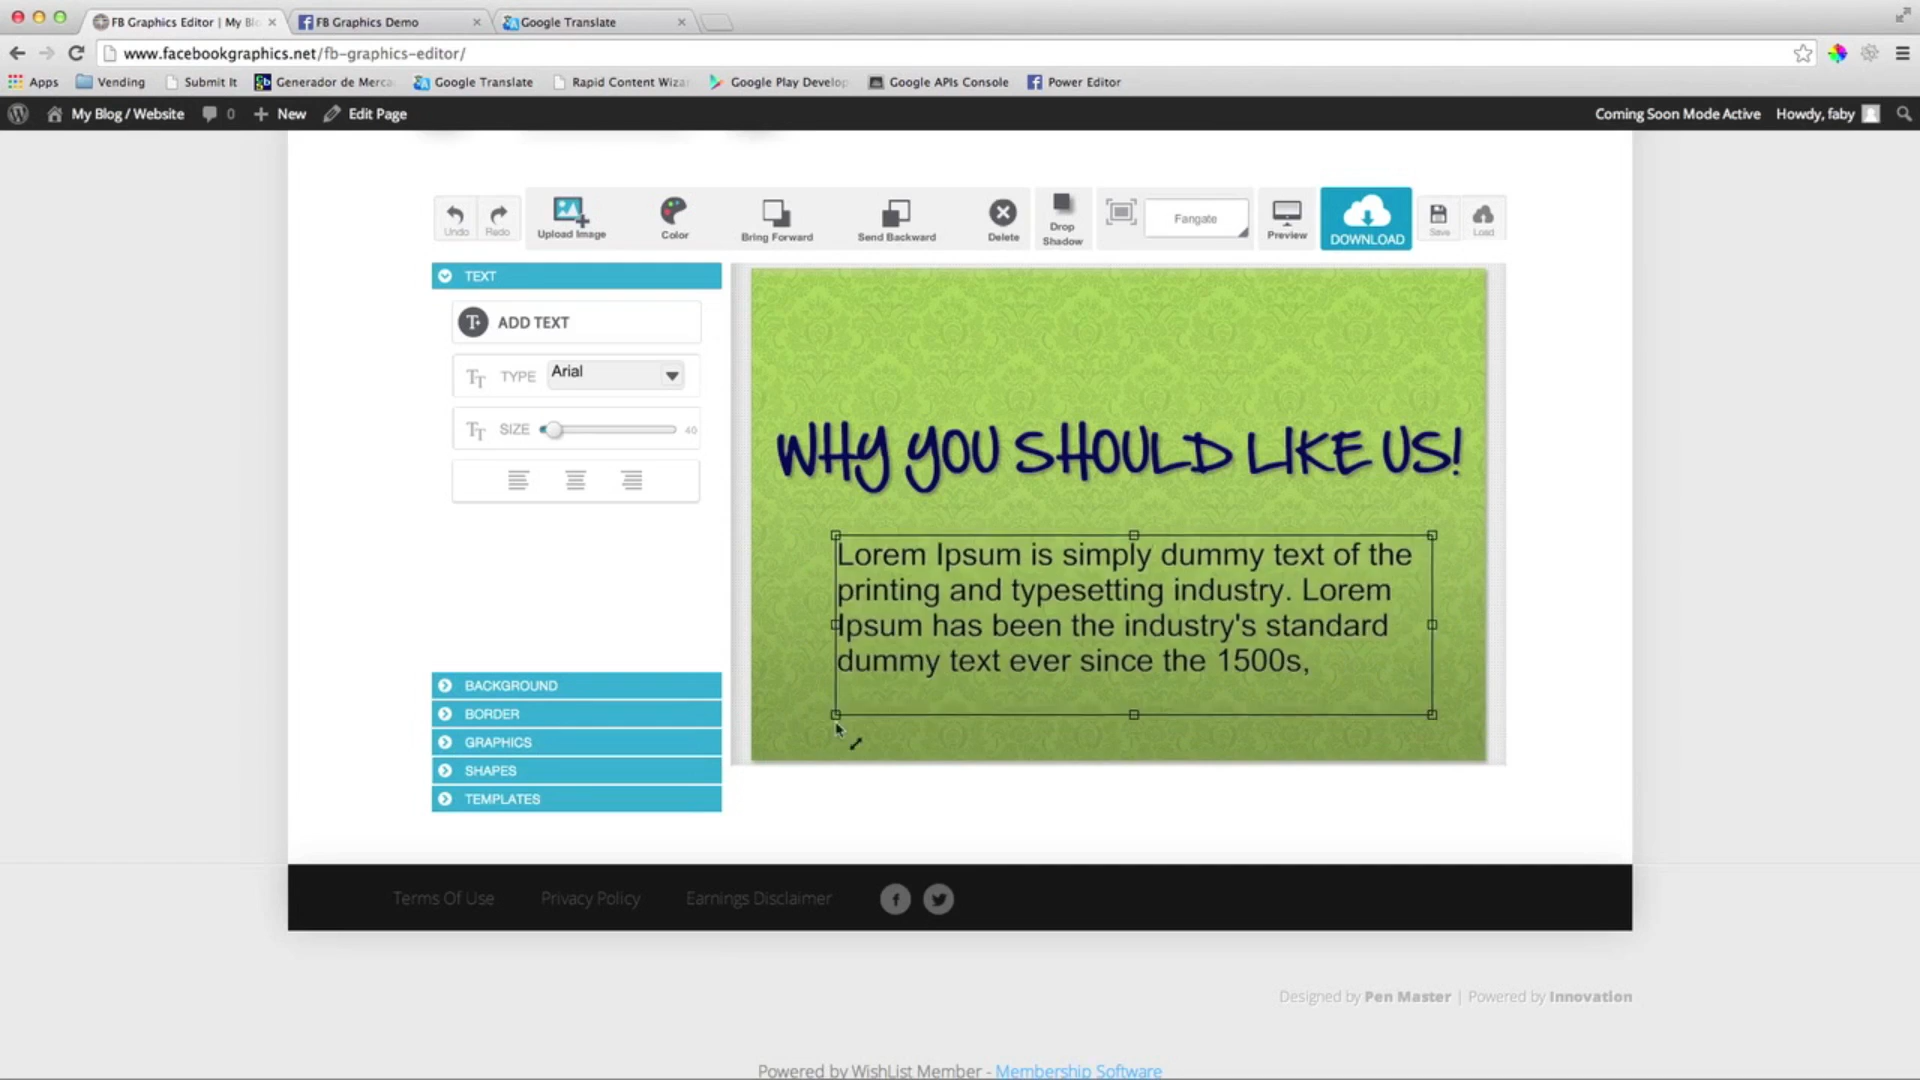 FB Graphics Editor | My Blo
FB Graphics Demo
Google Translate
www.facebookgraphics.net/fb-graphics-editor/
Apps
Vending
Submit It
Generador de Merca
Google Translate
Rapid Content Wiza
Google Play Develop
Google APIs Console
Power Editor
My Blog / Website
0
New
Edit Page
Coming Soon Mode Active
Howdy, faby
Undo
Redo
Upload Image
Color
Bring Forward
Send Backward
Delete
Drop
Shadow
Fangate
Preview
DOWNLOAD
Save
Load
TEXT
ADD TEXT
TYPE
Arial
SIZE
40
WHY YOU SHOULD LIKE US!
Lorem Ipsum is simply dummy text of the
printing and typesetting industry. Lorem
Ipsum has been the industry's standard
dummy text ever since the 1500s,
BACKGROUND
BORDER
GRAPHICS
SHAPES
TEMPLATES
Terms Of Use
Privacy Policy
Earnings Disclaimer
Designed by Pen Master | Powered by Innovation
Powered by WishList Member - Membership Software